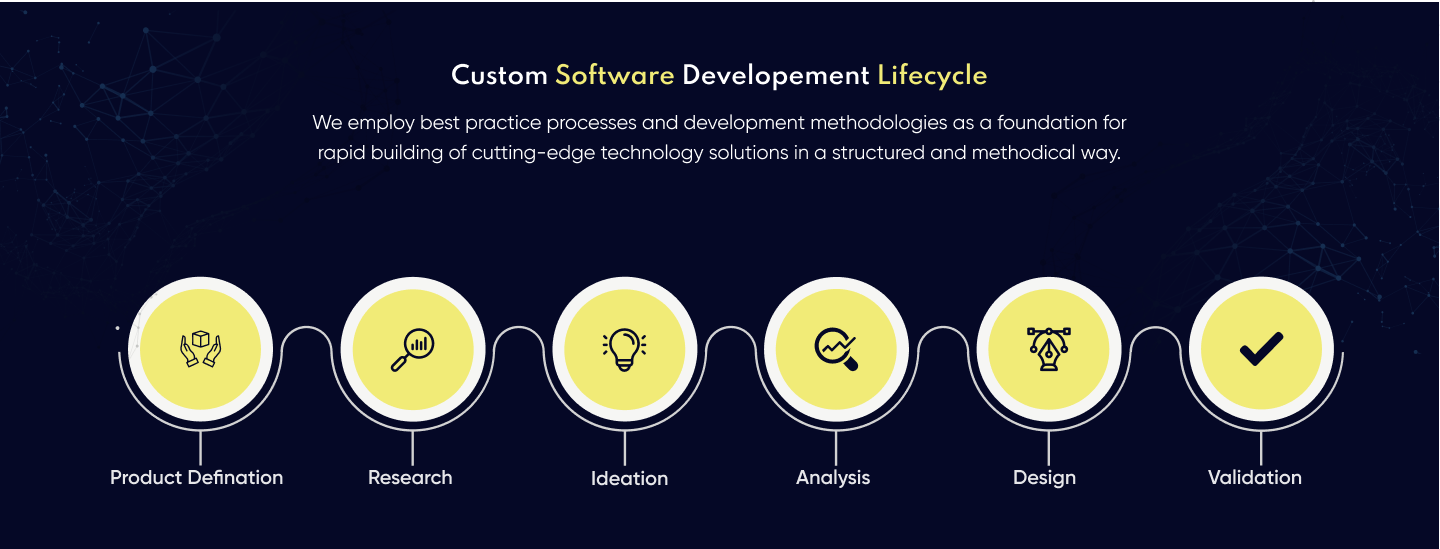 Custom Software Developement Lifecycle
We employ best practice processes and development methodologies as a foundation for
rapid building of cutting-edge technology solutions in a structured and methodical way.
Product Defination
Research
Ideation
Analysis
Design
Validation